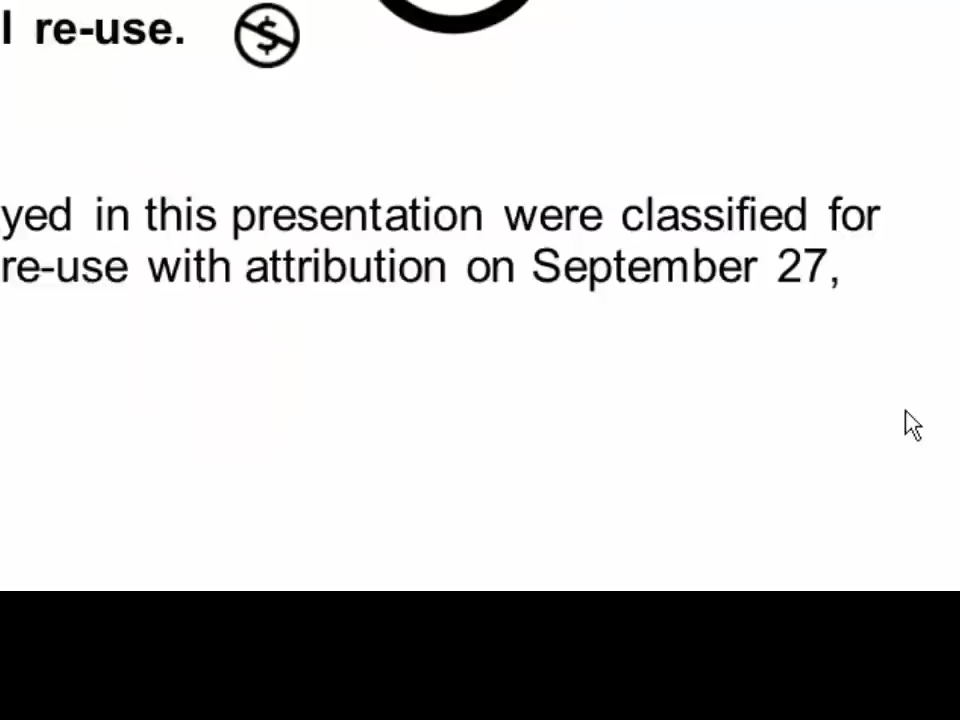 l re-use.
yed in this presentation were classified for
re-use with attribution on September 27,